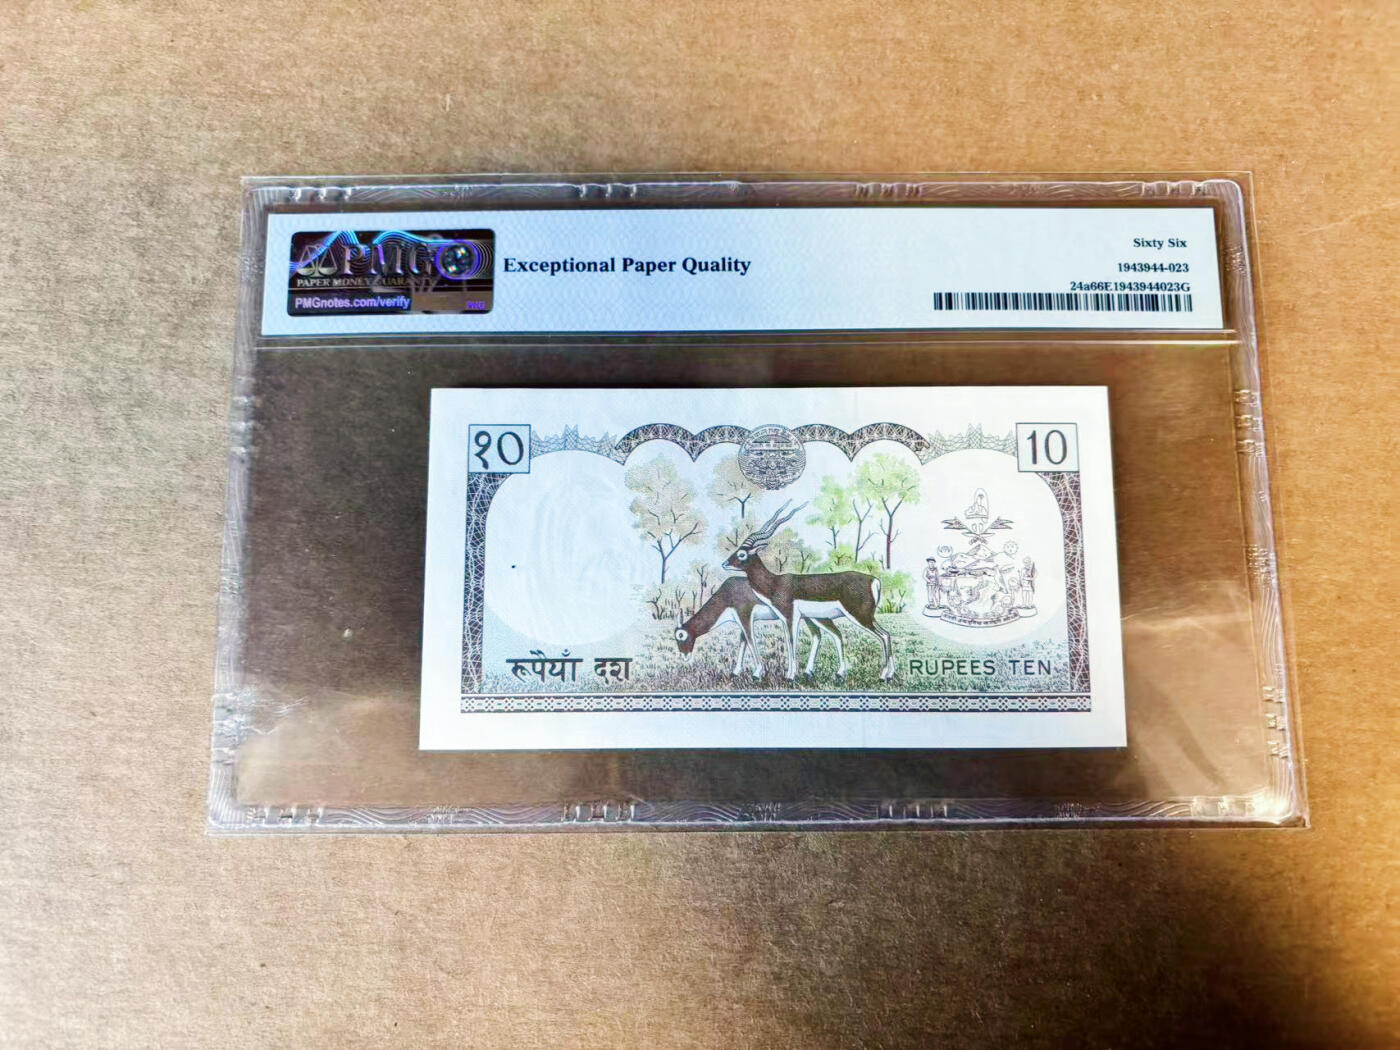 PMG
PAPER MONEY GUARANTY
PMGnotes.com/verify
PMG
Exceptional Paper Quality
Sixty Six
1943944-023
24a66E1943944023G
१०
10
रूपैयाँ दश
RUPEES TEN